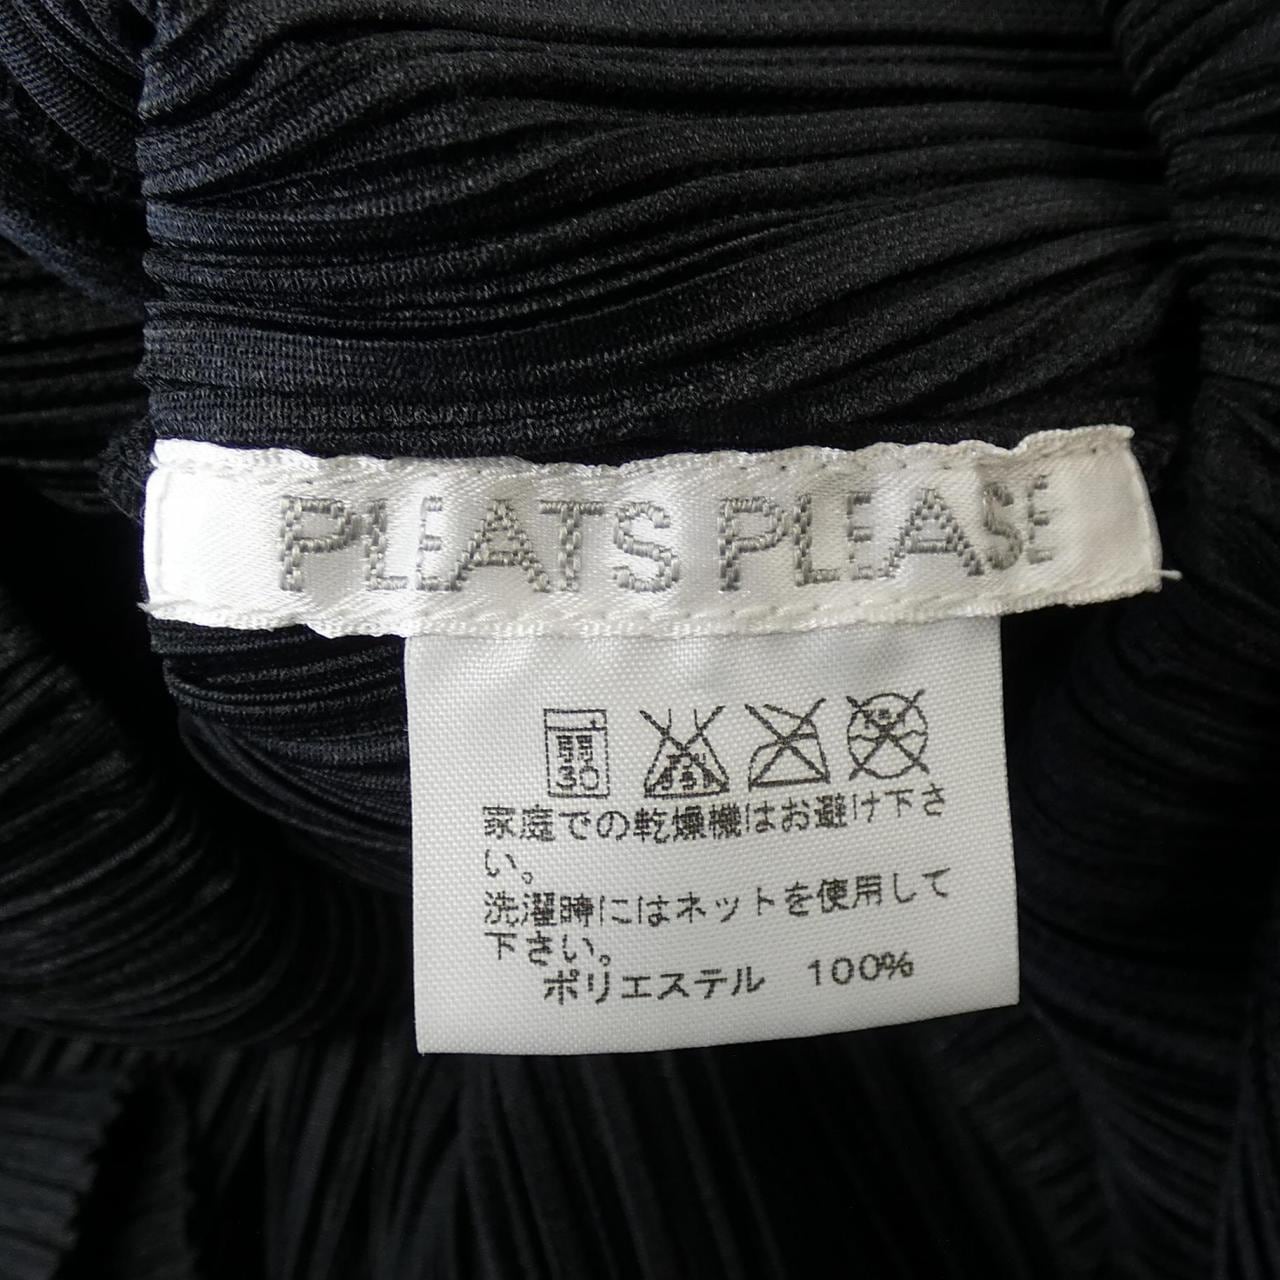 PLEATS PLEASE
弱
30
家庭での乾燥機はお避け下さ
い。
洗濯時にはネットを使用して
下さい。
ポリエステル 100%